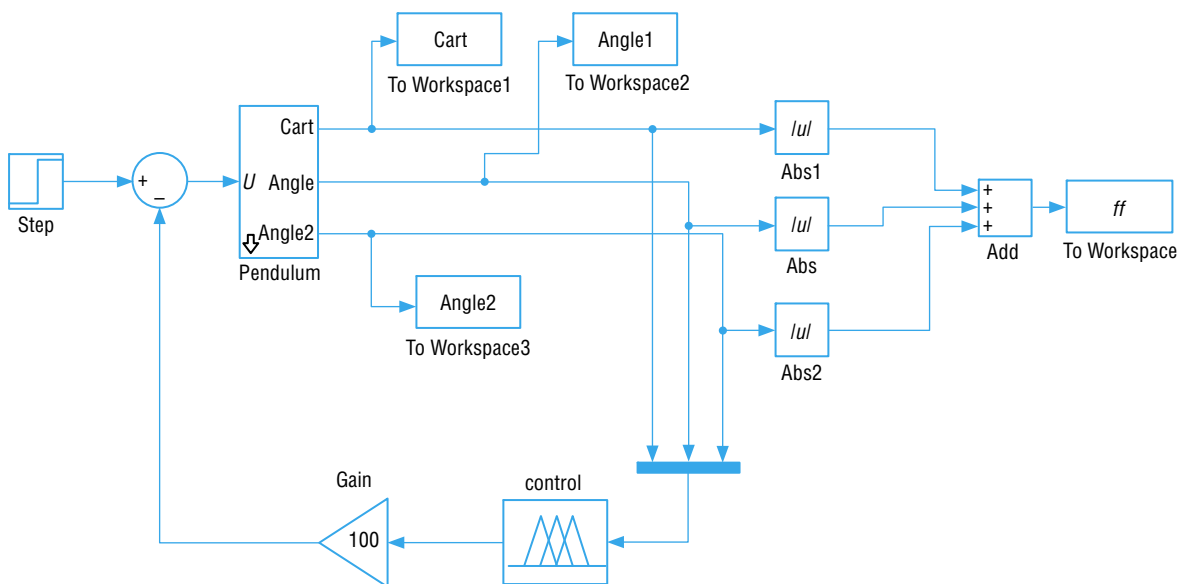 Cart
Angle1
To Workspace1
To Workspace2
Cart
|u|
Step
+
−
U
Angle
Abs1
+
+
+
ff
Angle2
|u|
Add
To Workspace
Pendulum
Abs
Angle2
|u|
To Workspace3
Abs2
Gain
control
100